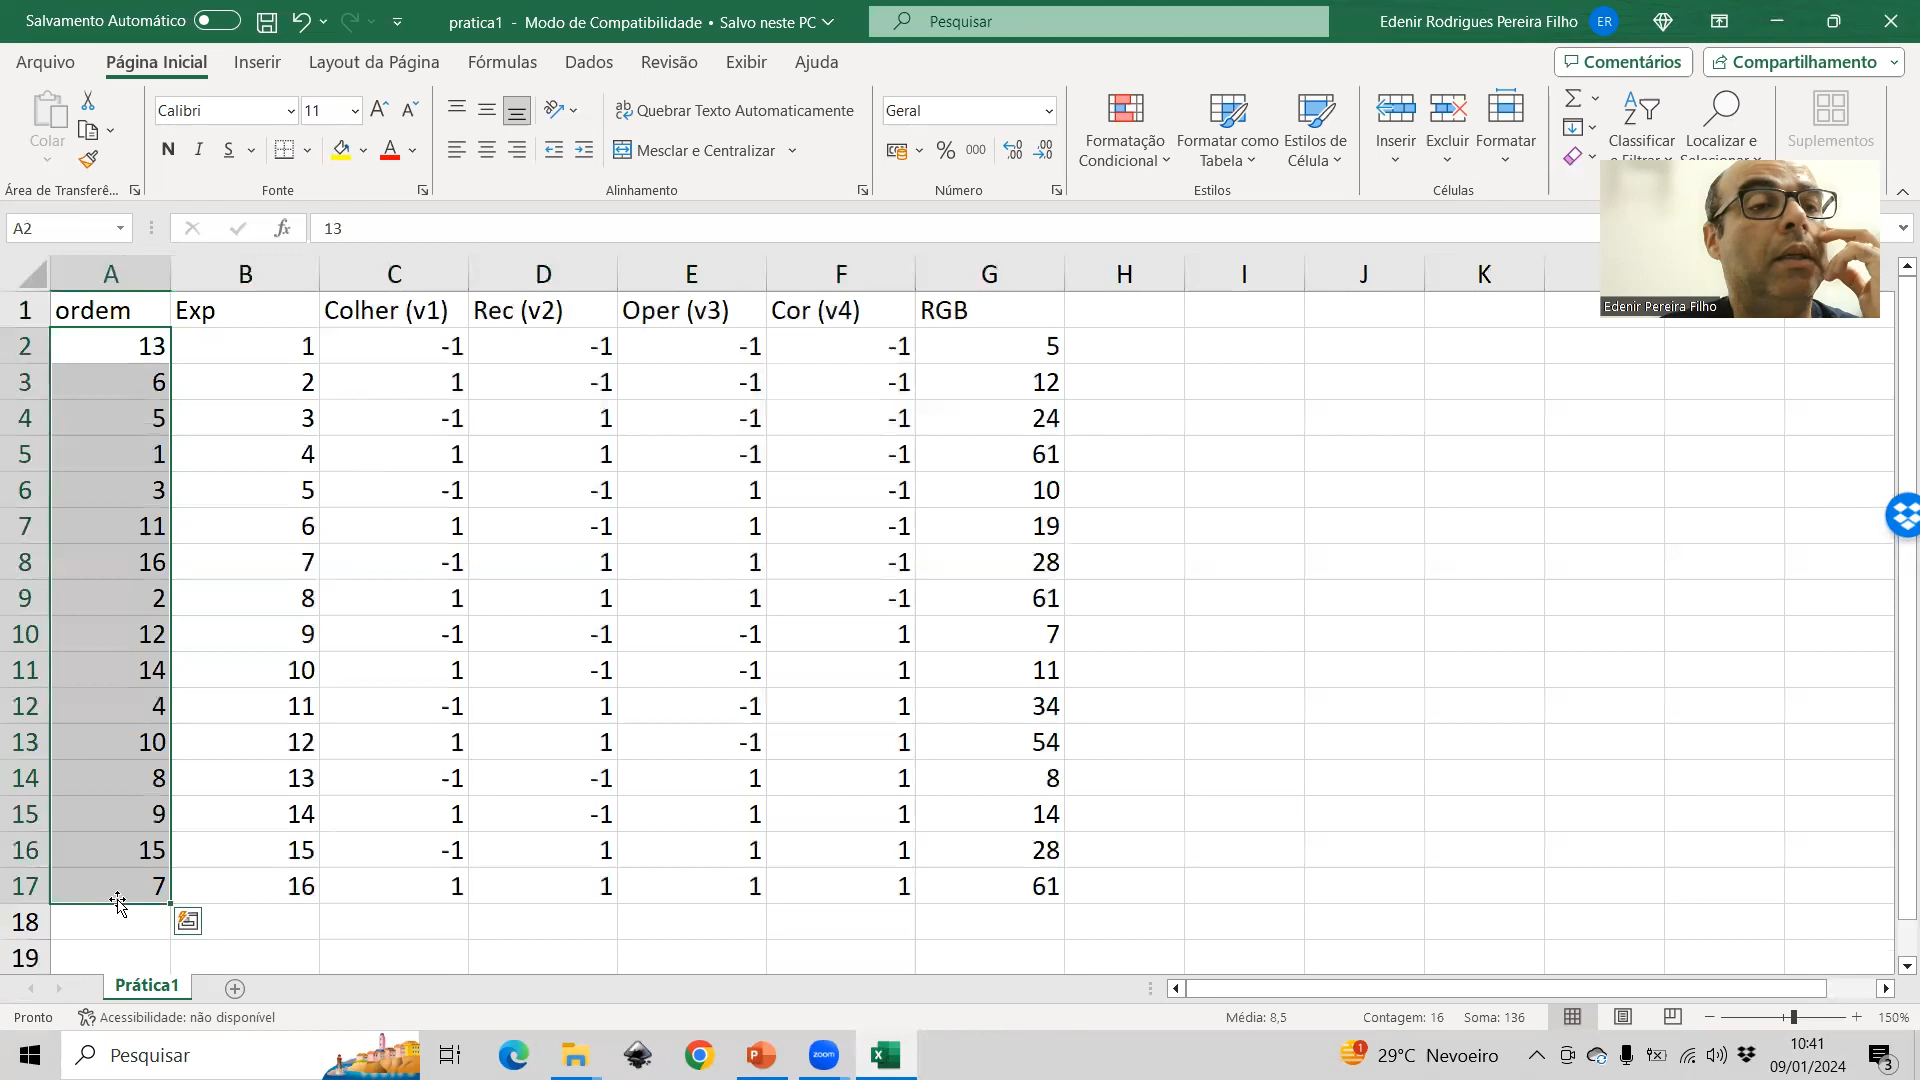 Salvamento Automático
pratica1 - Modo de Compatibilidade • Salvo neste PC
Pesquisar
Edenir Rodrigues Pereira Filho
ER
Arquivo Página Inicial Inserir Layout da Página Fórmulas Dados Revisão Exibir Ajuda
Comentários
Compartilhamento
Colar
Área de Transferê...
Calibri 11
N I S A
Fonte
Quebrar Texto Automaticamente
Mesclar e Centralizar
Alinhamento
Geral
% 000
Número
Formatação Condicional
Formatar como Tabela
Estilos de Célula
Estilos
Inserir Excluir Formatar
Células
Classificar e Filtrar
Localizar e Selecionar
Suplementos
Edenir Pereira Filho
A2 fx 13
A B C D E F G H I J K
1 ordem Exp Colher (v1) Rec (v2) Oper (v3) Cor (v4) RGB
2 13 1 -1 -1 -1 -1 5
3 6 2 1 -1 -1 -1 12
4 5 3 -1 1 -1 -1 24
5 1 4 1 1 -1 -1 61
6 3 5 -1 -1 1 -1 10
7 11 6 1 -1 1 -1 19
8 16 7 -1 1 1 -1 28
9 2 8 1 1 1 -1 61
10 12 9 -1 -1 -1 1 7
11 14 10 1 -1 -1 1 11
12 4 11 -1 1 -1 1 34
13 10 12 1 1 -1 1 54
14 8 13 -1 -1 1 1 8
15 9 14 1 -1 1 1 14
16 15 15 -1 1 1 1 28
17 7 16 1 1 1 1 61
18
19
Prática1
Pronto Acessibilidade: não disponível Média: 8,5 Contagem: 16 Soma: 136 150%
Pesquisar
zoom
29°C Nevoeiro
10:41
09/01/2024
3